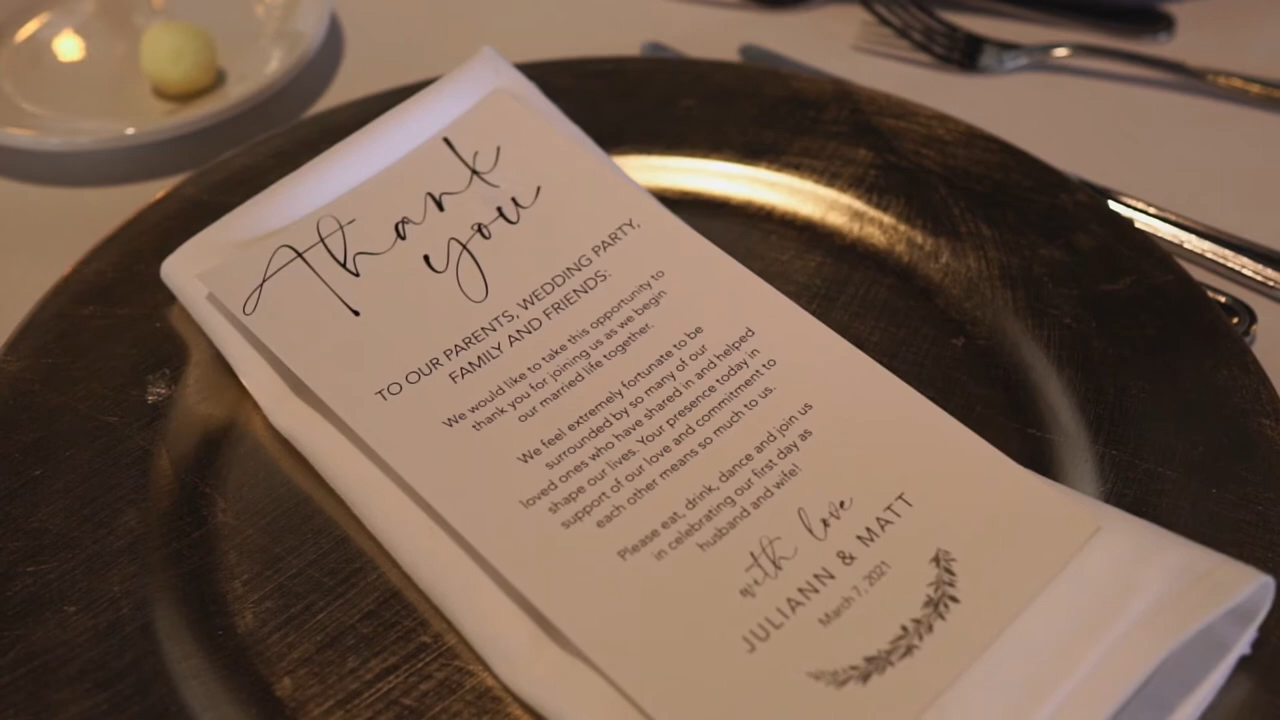 Thank
you
TO OUR PARENTS, WEDDING PARTY,
FAMILY AND FRIENDS:
We would like to take this opportunity to
thank you for joining us as we begin
our married life together.
We feel extremely fortunate to be
surrounded by so many of our
loved ones who have shared in and helped
shape our lives. Your presence today in
support of our love and commitment to
each other means so much to us.
Please eat, drink, dance and join us
in celebrating our first day as
husband and wife!
with love
JULIANN & MATT
March 7, 2021